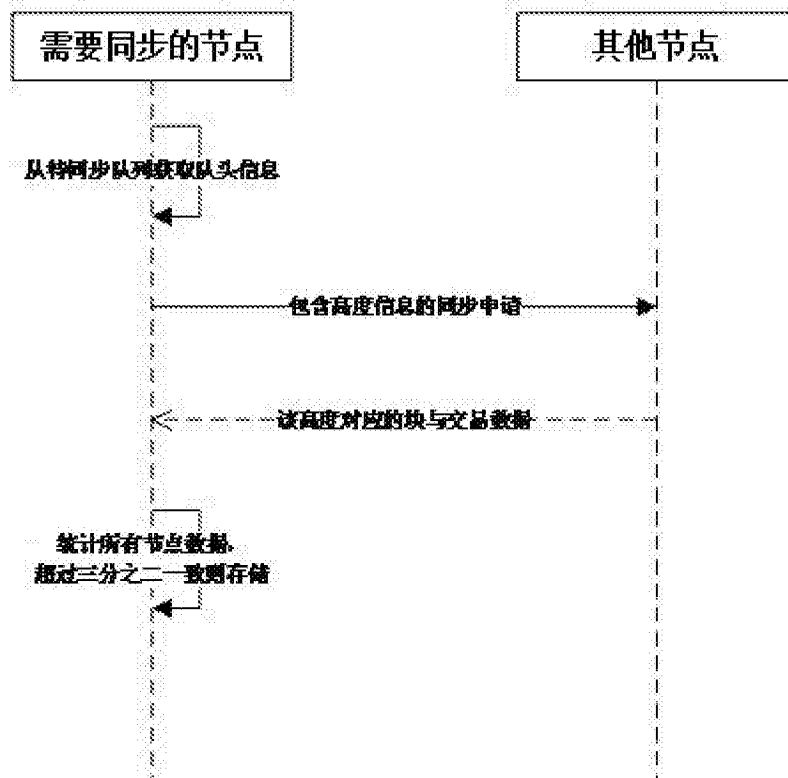 需要同步的节点
其他节点
从待同步队列获取队头信息
包含高度信息的同步申请
该高度对应的块与交易数据
统计所有节点数据,
超过三分之二一致则存储